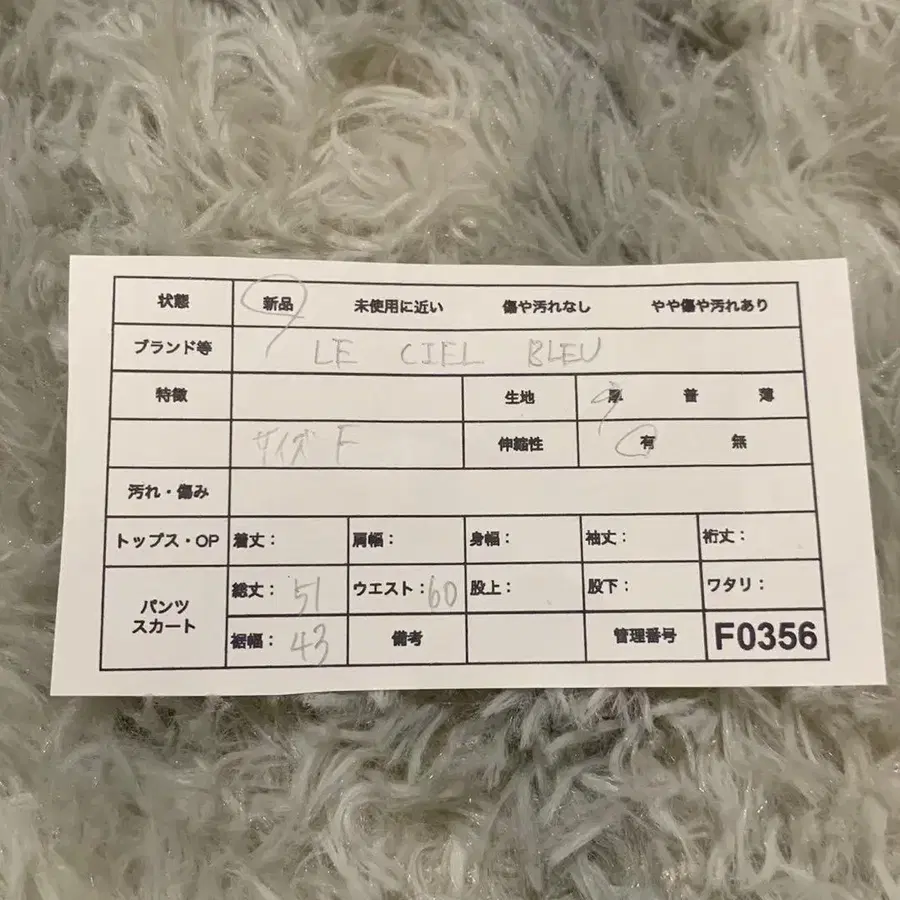 状態 新品 未使用に近い 傷や汚れなし やや傷や汚れあり
ブランド等 LE CIEL BLEU
特徴 生地 厚 普 薄
サイズ F 伸縮性 有 無
汚れ・傷み
トップス・OP 着丈： 肩幅： 身幅： 袖丈： 裄丈：
パンツ スカート 総丈： 51 ウエスト：60 股上： 股下： ワタリ：
裾幅： 43 備考 管理番号 F0356